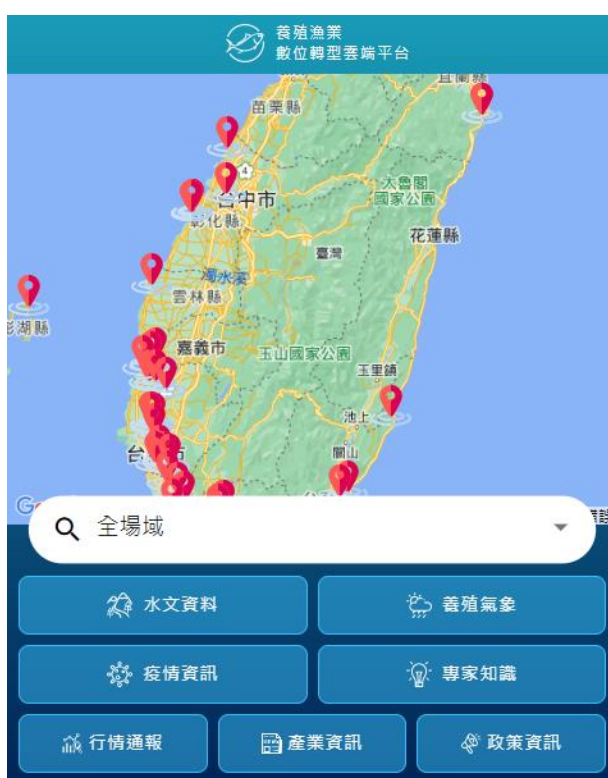 養殖漁業
數位轉型雲端平台
宜蘭縣
苗栗縣
4
台中市
太魯閣
國家公園
彰化縣
花蓮縣
臺灣
濁水溪
雲林縣
澎湖縣
嘉義市
玉山國家公園
玉里鎮
池上
關山
全場域
水文資料
養殖氣象
疫情資訊
專家知識
行情通報
產業資訊
政策資訊